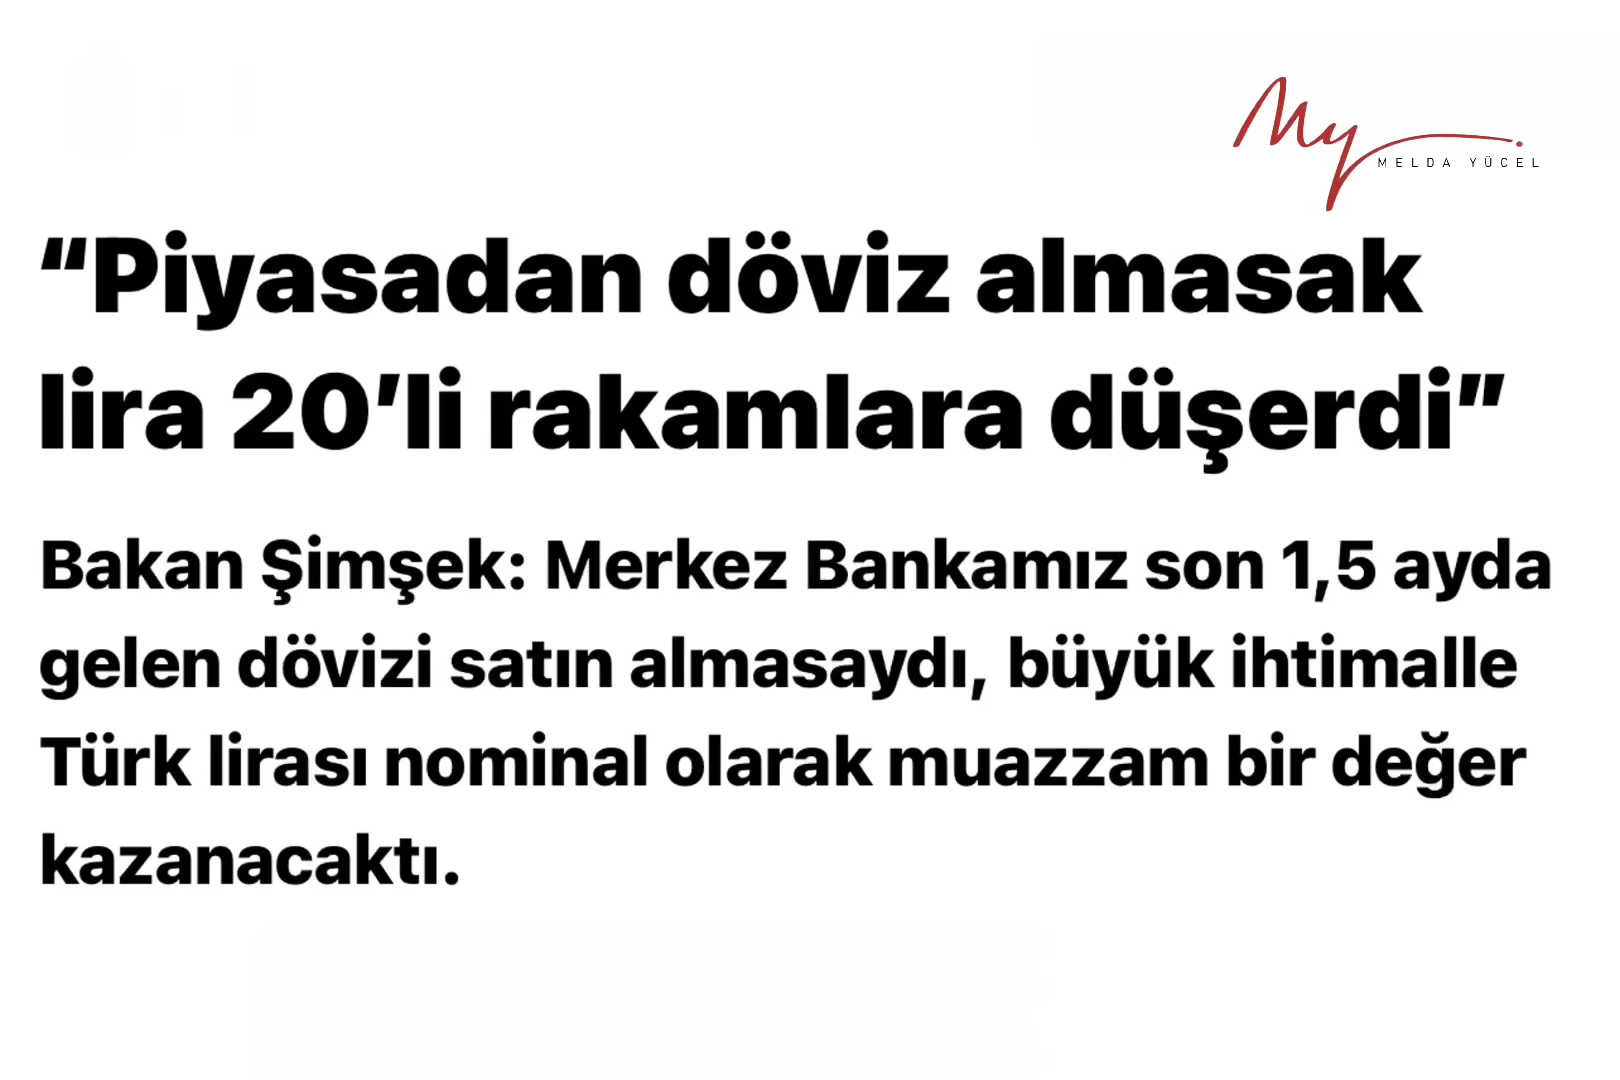 My.
MELDA YÜCEL
“Piyasadan döviz almasak
lira 20’li rakamlara düşerdi”
Bakan Şimşek: Merkez Bankamız son 1,5 ayda
gelen dövizi satın almasaydı, büyük ihtimalle
Türk lirası nominal olarak muazzam bir değer
kazanacaktı.